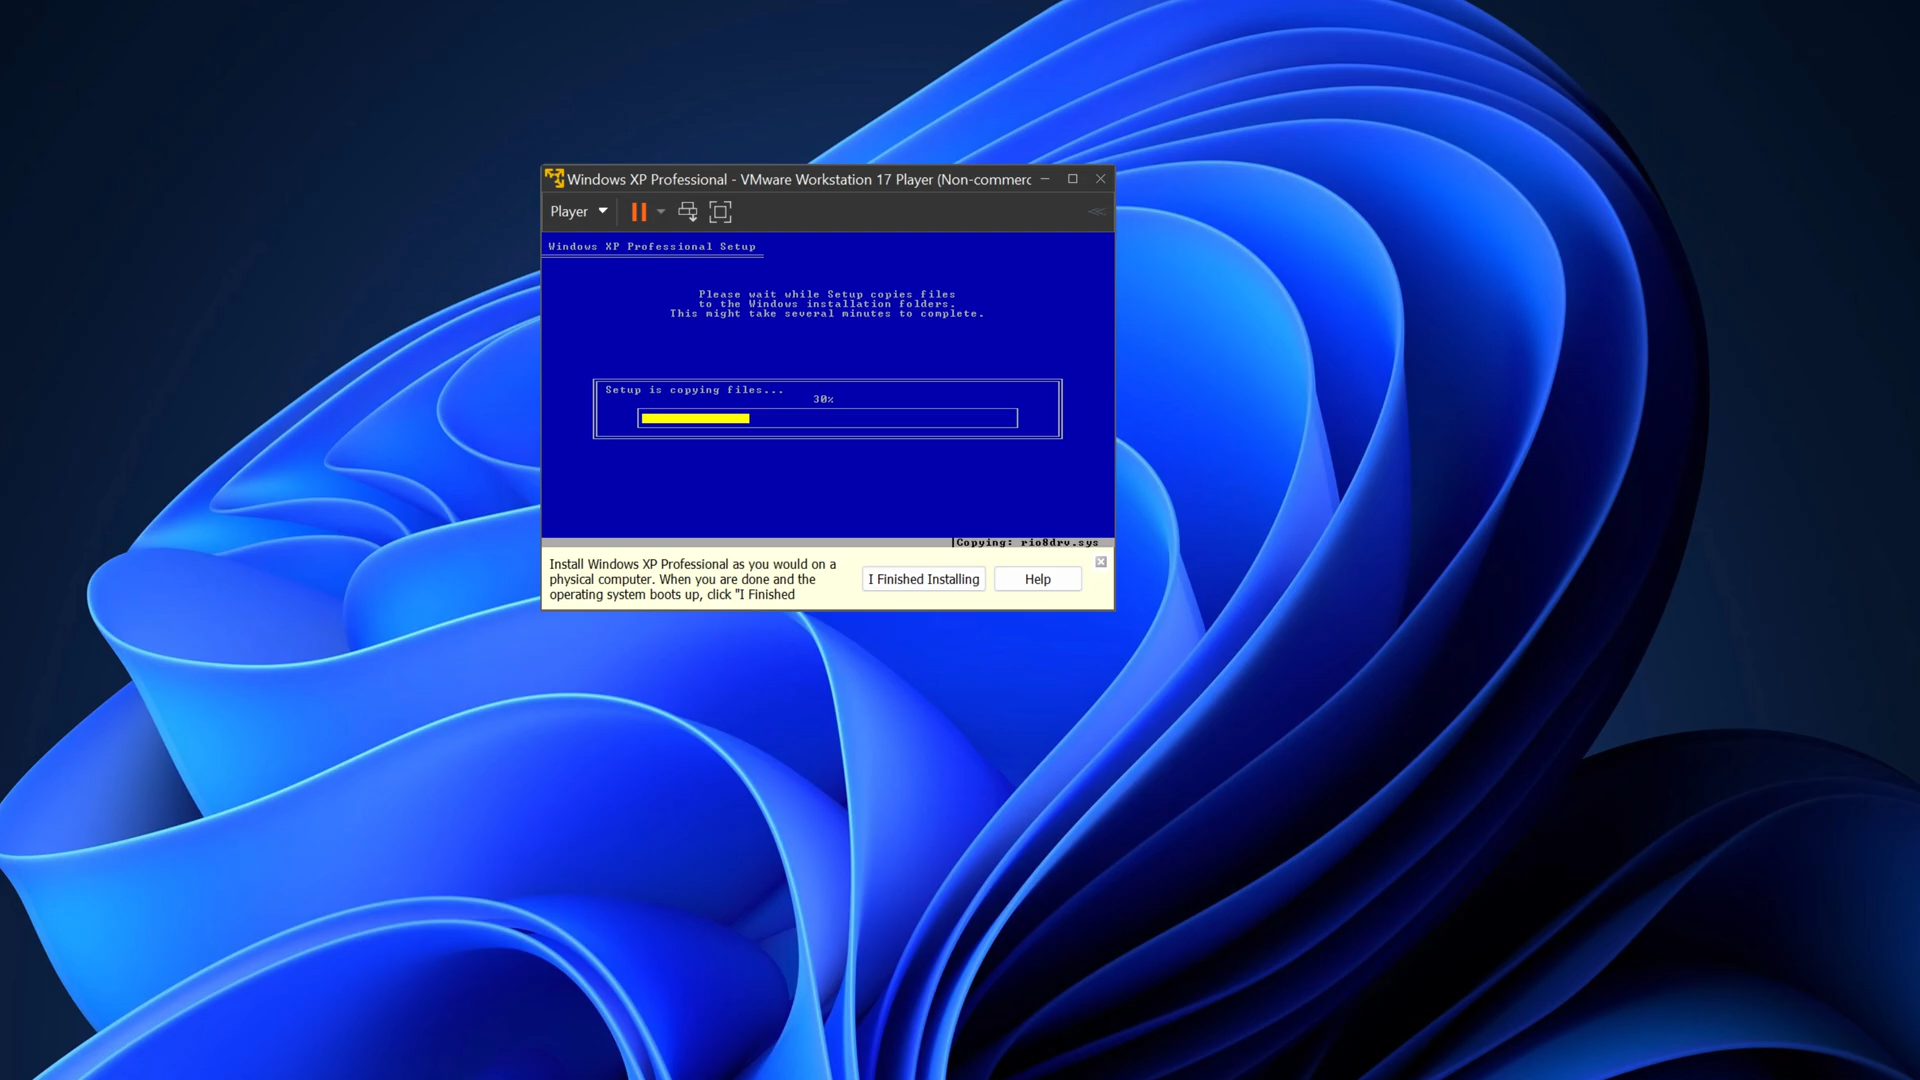 Windows XP Professional - VMware Workstation 17 Player (Non-commerc
Player
Windows XP Professional Setup
Please wait while Setup copies files
to the Windows installation folders.
This might take several minutes to complete.
Setup is copying files...
30%
Copying: rio8drv.sys
Install Windows XP Professional as you would on a
physical computer. When you are done and the
operating system boots up, click "I Finished
I Finished Installing
Help